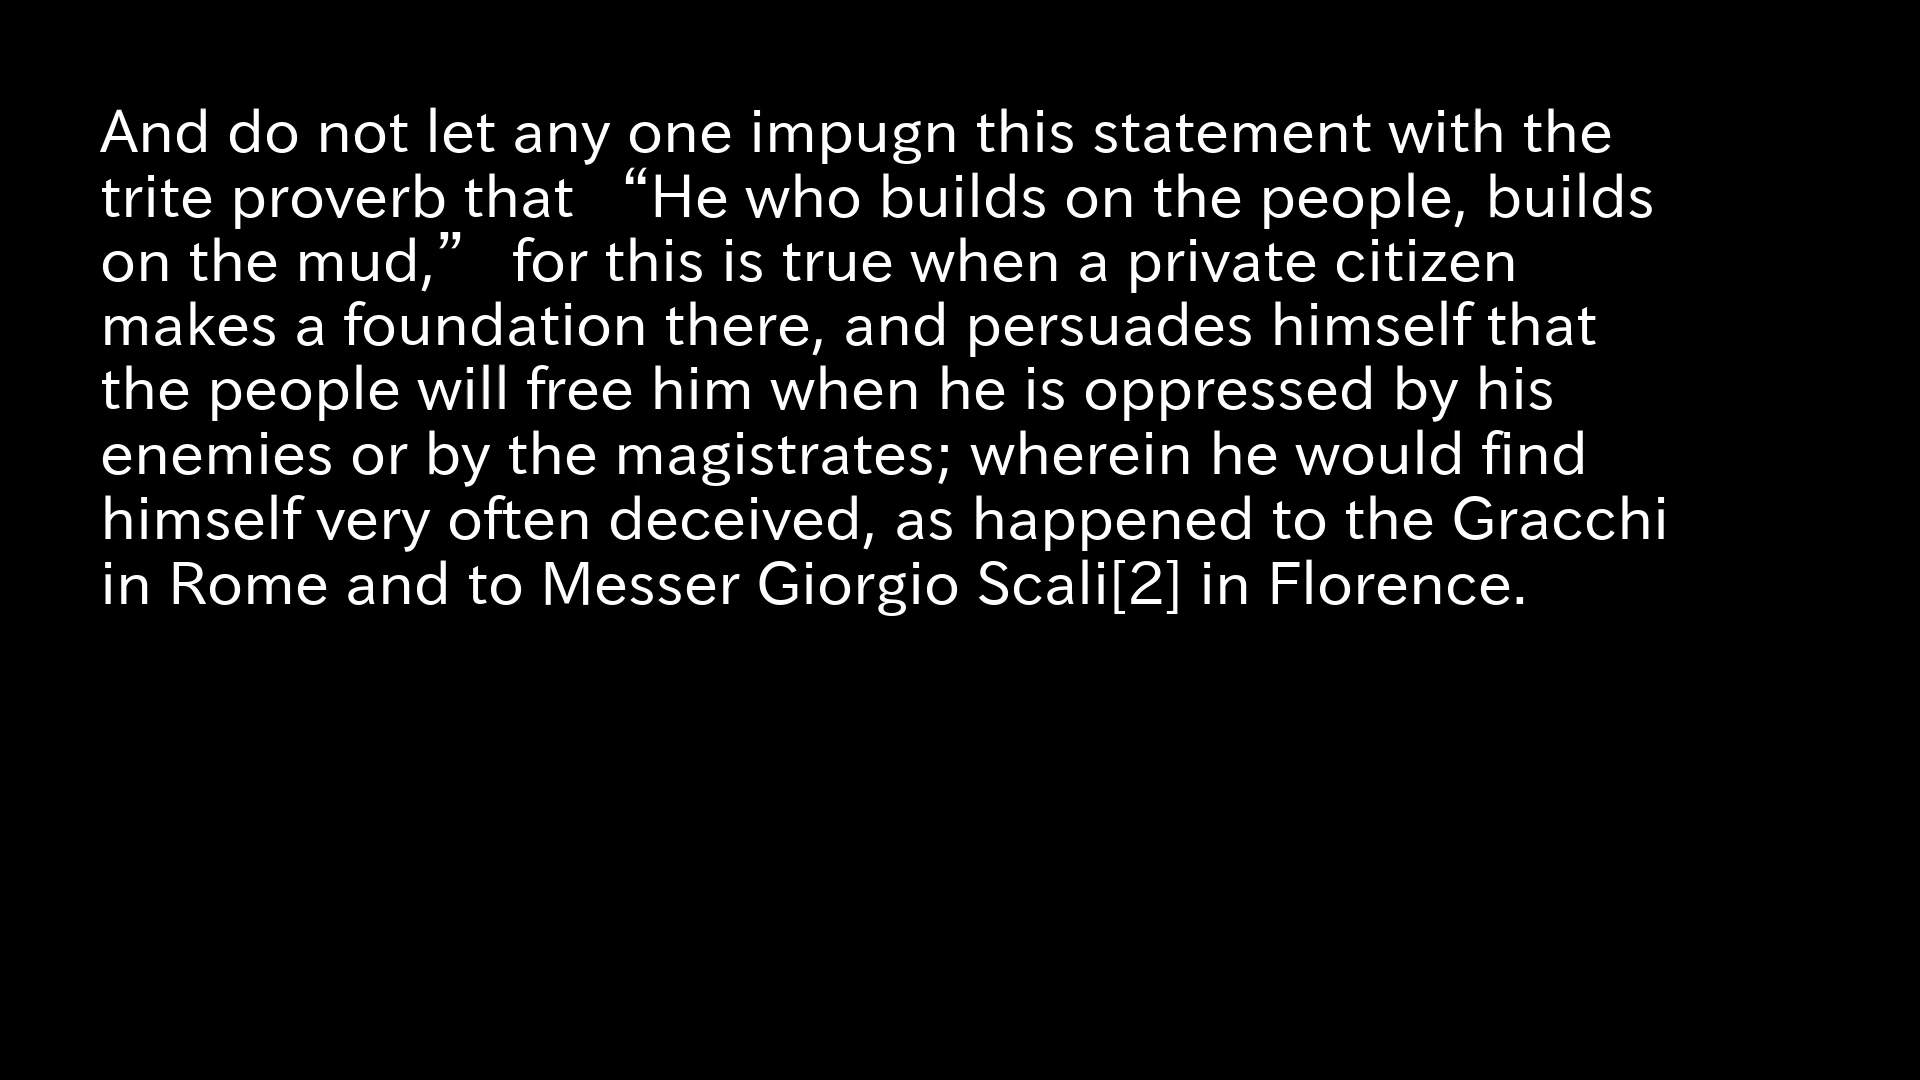 And do not let any one impugn this statement with the
trite proverb that “He who builds on the people, builds
on the mud,” for this is true when a private citizen
makes a foundation there, and persuades himself that
the people will free him when he is oppressed by his
enemies or by the magistrates; wherein he would find
himself very often deceived, as happened to the Gracchi
in Rome and to Messer Giorgio Scali[2] in Florence.